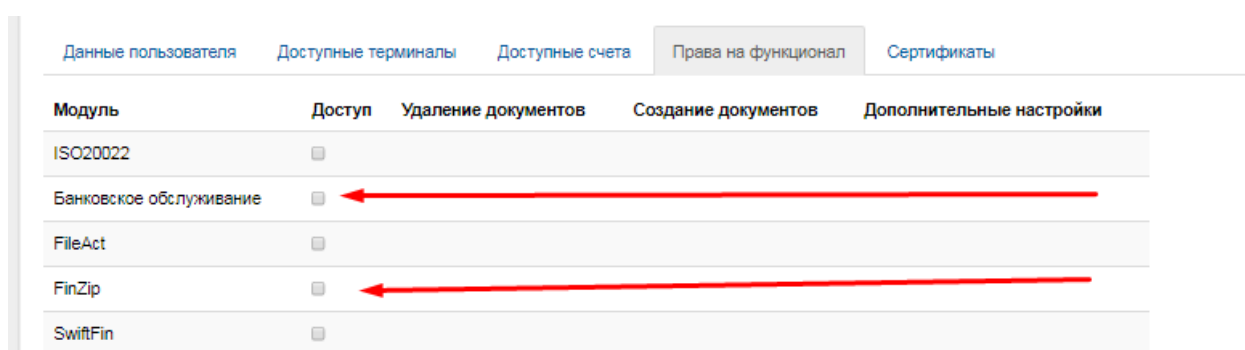 Данные пользователя Доступные терминалы Доступные счета Права на функционал Сертификаты
Модуль Доступ Удаление документов Создание документов Дополнительные настройки
ISO20022
Банковское обслуживание
FileAct
FinZip
SwiftFin